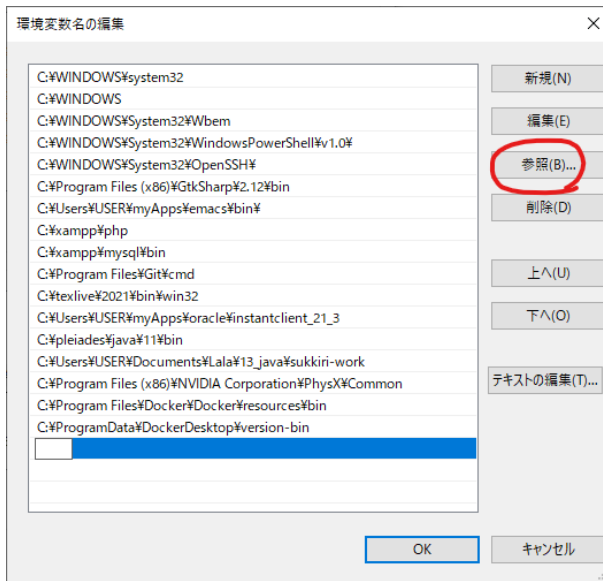 環境変数名の編集
C:¥WINDOWS¥system32
C:¥WINDOWS
C:¥WINDOWS¥System32¥Wbem
C:¥WINDOWS¥System32¥WindowsPowerShell¥v1.0¥
C:¥WINDOWS¥System32¥OpenSSH¥
C:¥Program Files (x86)¥GtkSharp¥2.12¥bin
C:¥Users¥USER¥myApps¥emacs¥bin¥
C:¥xampp¥php
C:¥xampp¥mysql¥bin
C:¥Program Files¥Git¥cmd
C:¥texlive¥2021¥bin¥win32
C:¥Users¥USER¥myApps¥oracle¥instantclient_21_3
C:¥pleiades¥java¥11¥bin
C:¥Users¥USER¥Documents¥Lala¥13_java¥sukkiri-work
C:¥Program Files (x86)¥NVIDIA Corporation¥PhysX¥Common
C:¥Program Files¥Docker¥Docker¥resources¥bin
C:¥ProgramData¥DockerDesktop¥version-bin
新規(N)
編集(E)
参照(B)...
削除(D)
上へ(U)
下へ(O)
テキストの編集(T)...
OK
キャンセル